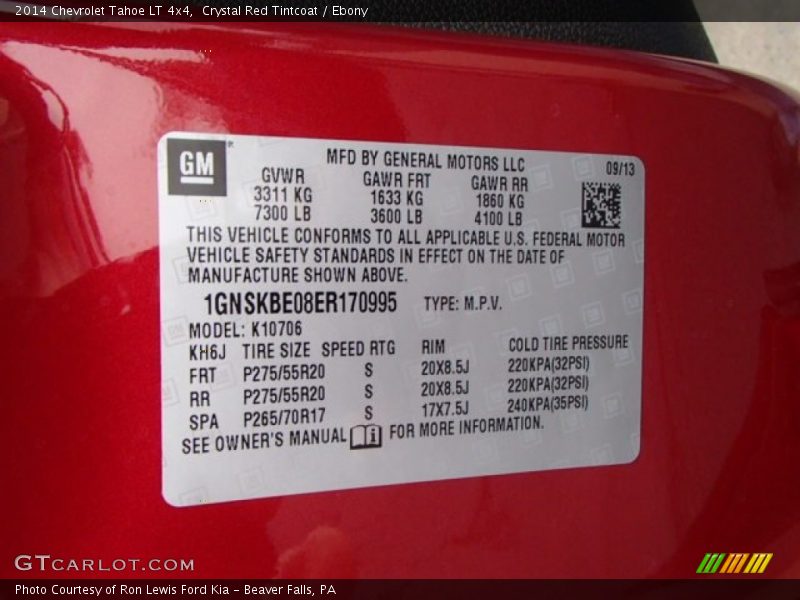 2014 Chevrolet Tahoe LT 4x4, Crystal Red Tintcoat / Ebony
GM
MFD BY GENERAL MOTORS LLC 09/13
GVWR GAWR FRT GAWR RR
3311 KG 1633 KG 1860 KG
7300 LB 3600 LB 4100 LB
THIS VEHICLE CONFORMS TO ALL APPLICABLE U.S. FEDERAL MOTOR
VEHICLE SAFETY STANDARDS IN EFFECT ON THE DATE OF
MANUFACTURE SHOWN ABOVE.
1GNSKBE08ER170995 TYPE: M.P.V.
MODEL: K10706
KH6J TIRE SIZE SPEED RTG RIM COLD TIRE PRESSURE
FRT P275/55R20 S 20X8.5J 220KPA(32PSI)
RR P275/55R20 S 20X8.5J 220KPA(32PSI)
SPA P265/70R17 S 17X7.5J 240KPA(35PSI)
SEE OWNER'S MANUAL i FOR MORE INFORMATION.
GTCARLOT.COM
Photo Courtesy of Ron Lewis Ford Kia - Beaver Falls, PA